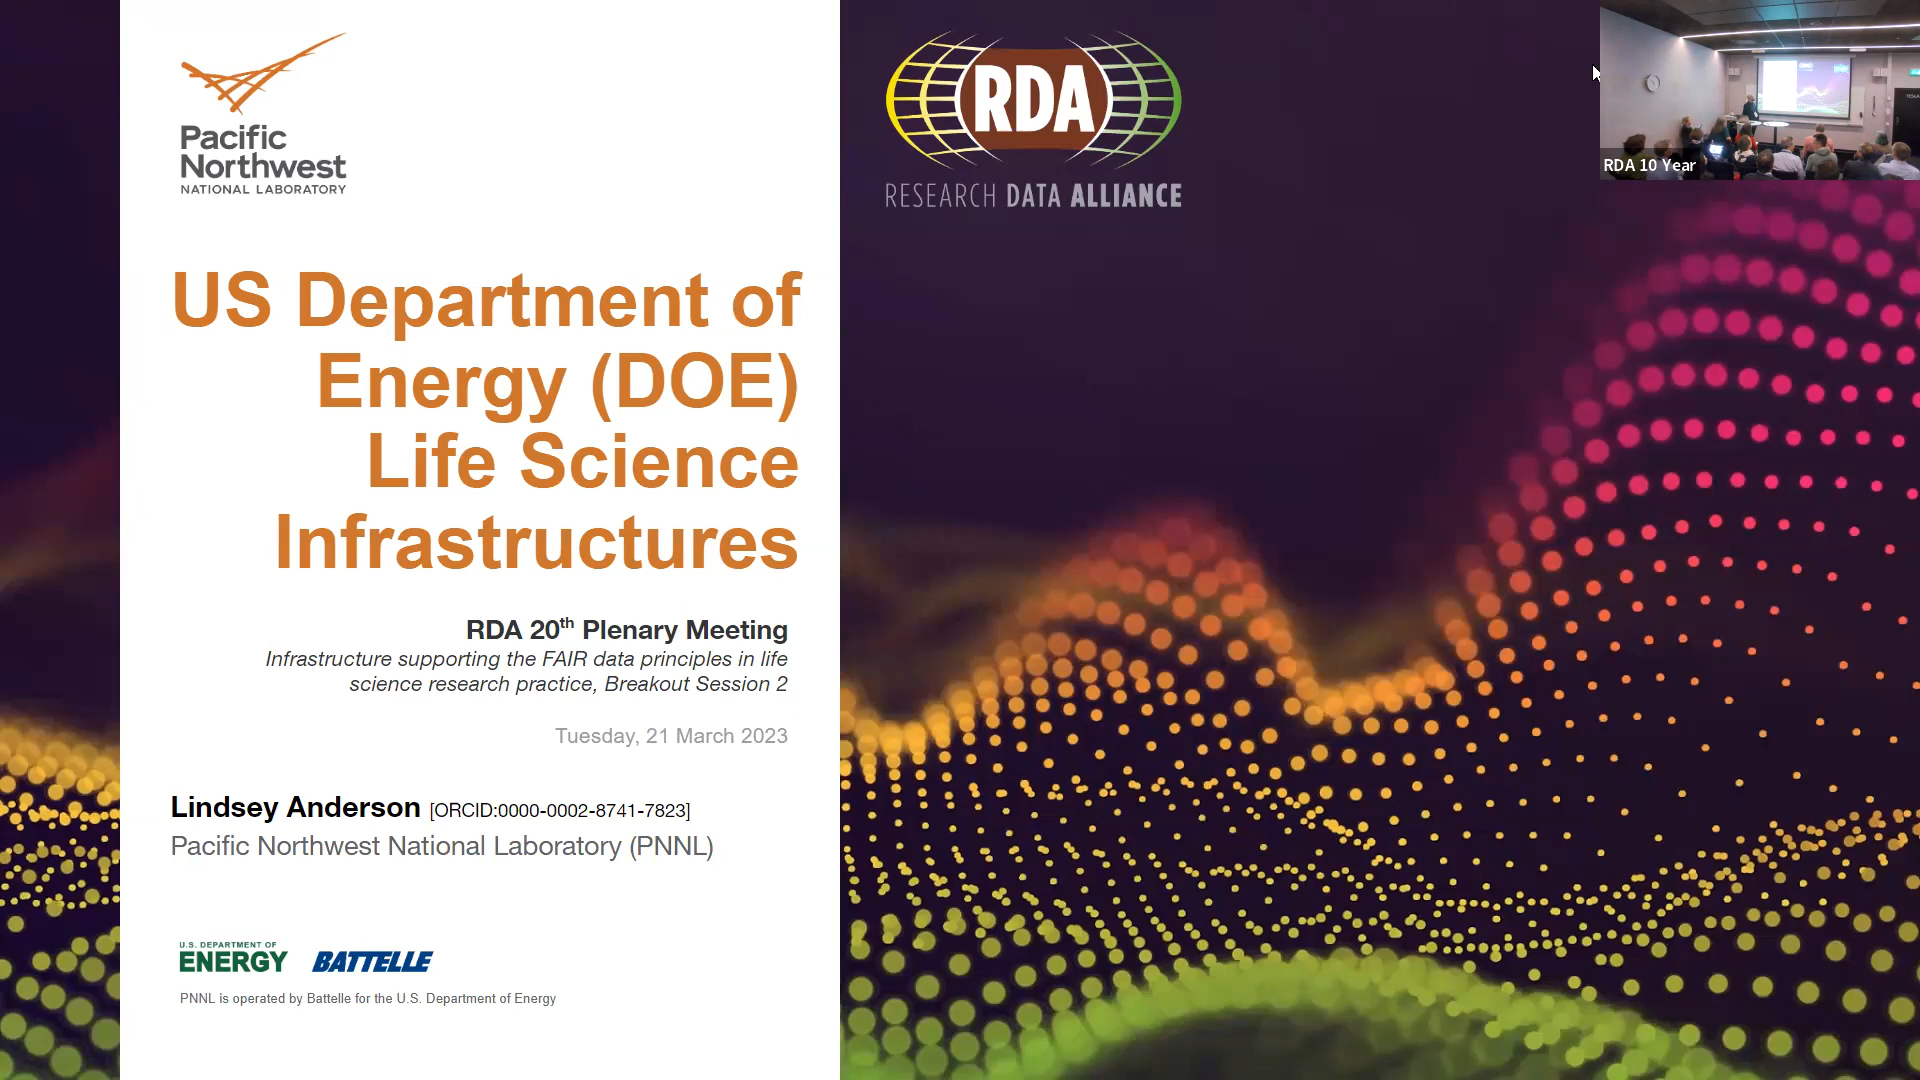 Pacific
Northwest
NATIONAL LABORATORY
RDA
RESEARCH DATA ALLIANCE
RDA 10 Year
US Department of
Energy (DOE)
Life Science
Infrastructures
RDA 20th Plenary Meeting
Infrastructure supporting the FAIR data principles in life
science research practice, Breakout Session 2
Tuesday, 21 March 2023
Lindsey Anderson [ORCID:0000-0002-8741-7823]
Pacific Northwest National Laboratory (PNNL)
U.S. DEPARTMENT OF
ENERGY
BATTELLE
PNNL is operated by Battelle for the U.S. Department of Energy